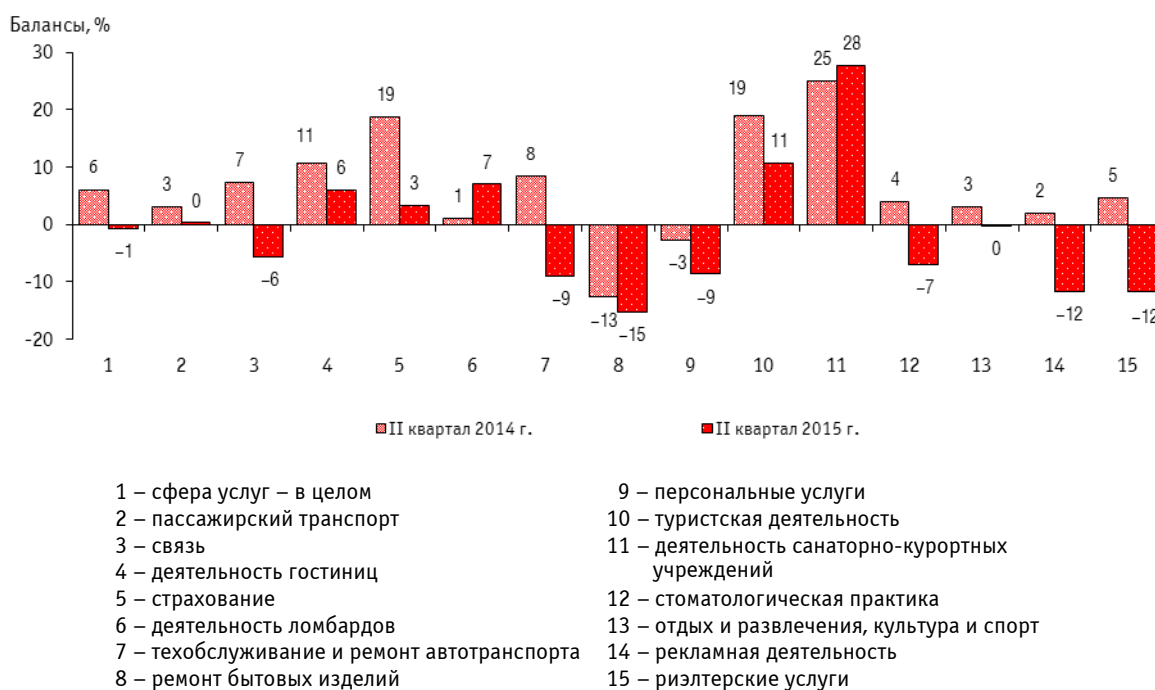 Балансы, %
30
20
10
0
-10
-20
6
−1
3
0
7
−6
11
6
19
3
1
7
8
−9
−13
−15
−3
−9
19
11
25
28
4
−7
3
0
2
−12
5
−12
1 2 3 4 5 6 7 8 9 10 11 12 13 14 15
II квартал 2014 г. II квартал 2015 г.
1 – сфера услуг – в целом
2 – пассажирский транспорт
3 – связь
4 – деятельность гостиниц
5 – страхование
6 – деятельность ломбардов
7 – техобслуживание и ремонт автотранспорта
8 – ремонт бытовых изделий
9 – персональные услуги
10 – туристская деятельность
11 – деятельность санаторно-курортных
учреждений
12 – стоматологическая практика
13 – отдых и развлечения, культура и спорт
14 – рекламная деятельность
15 – риэлтерские услуги